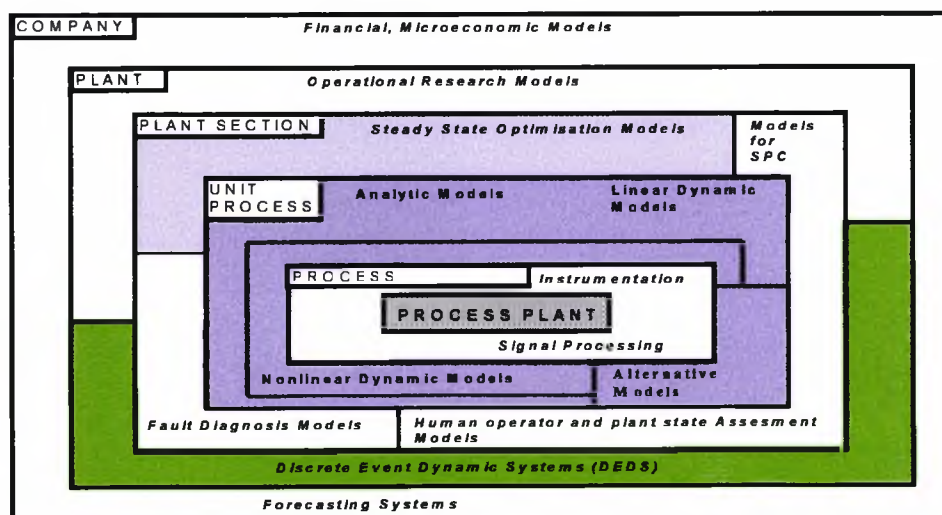 COMPANY
Financial, Microeconomic Models
PLANT
Operational Research Models
PLANT SECTION
Steady State Optimisation Models
Models
for
SPC
UNIT
PROCESS
Analytic Models
Linear Dynamic
Models
PROCESS
Instrumentation
PROCESS PLANT
Signal Processing
Nonlinear Dynamic Models
Alternative
Models
Fault Diagnosis Models
Human operator and plant state Assesment
Models
Discrete Event Dynamic Systems (DEDS)
Forecasting Systems